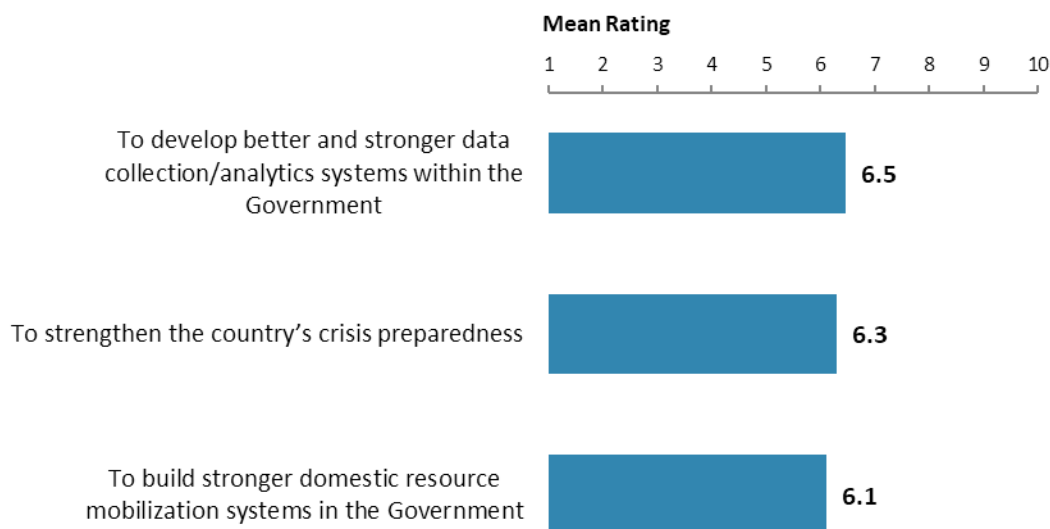 Mean Rating
1 2 3 4 5 6 7 8 9 10
To develop better and stronger data
collection/analytics systems within the
Government
6.5
To strengthen the country’s crisis preparedness
6.3
To build stronger domestic resource
mobilization systems in the Government
6.1